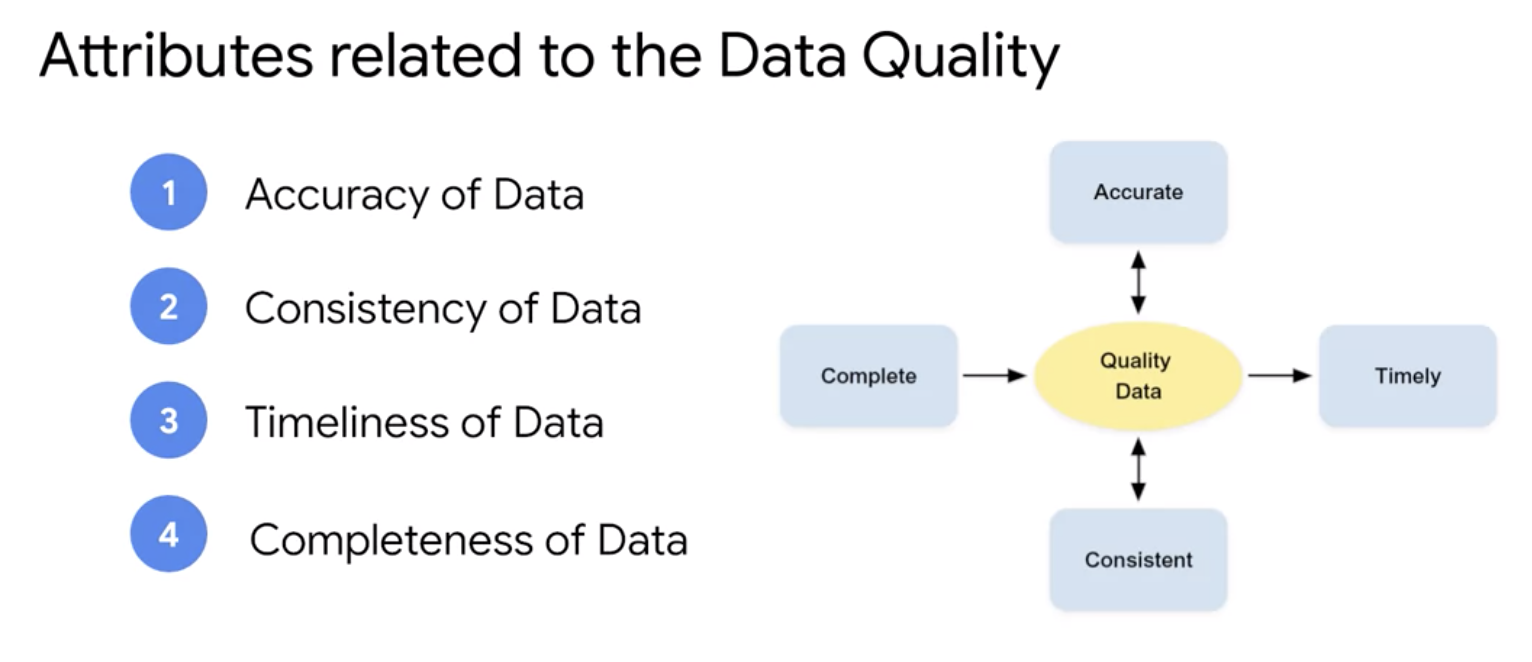 Attributes related to the Data Quality
1 Accuracy of Data
2 Consistency of Data
3 Timeliness of Data
4 Completeness of Data
Accurate
Complete
Quality
Data
Timely
Consistent